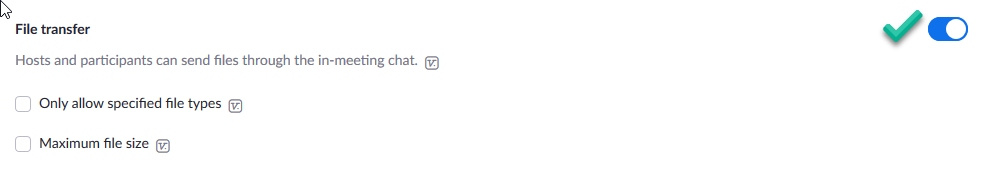 File transfer
Hosts and participants can send files through the in-meeting chat.
Only allow specified file types
Maximum file size